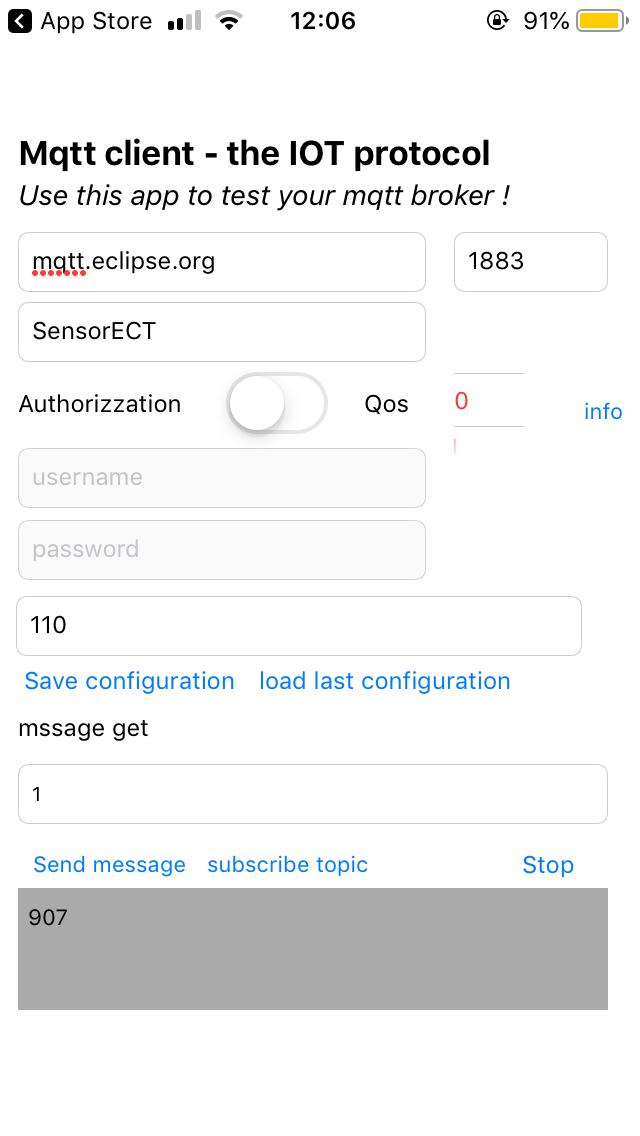 App Store 12:06 91%
Mqtt client - the IOT protocol
Use this app to test your mqtt broker !
mqtt.eclipse.org 1883
SensorECT
Authorizzation Qos 0 info
username
password
110
Save configuration load last configuration
mssage get
1
Send message subscribe topic Stop
907